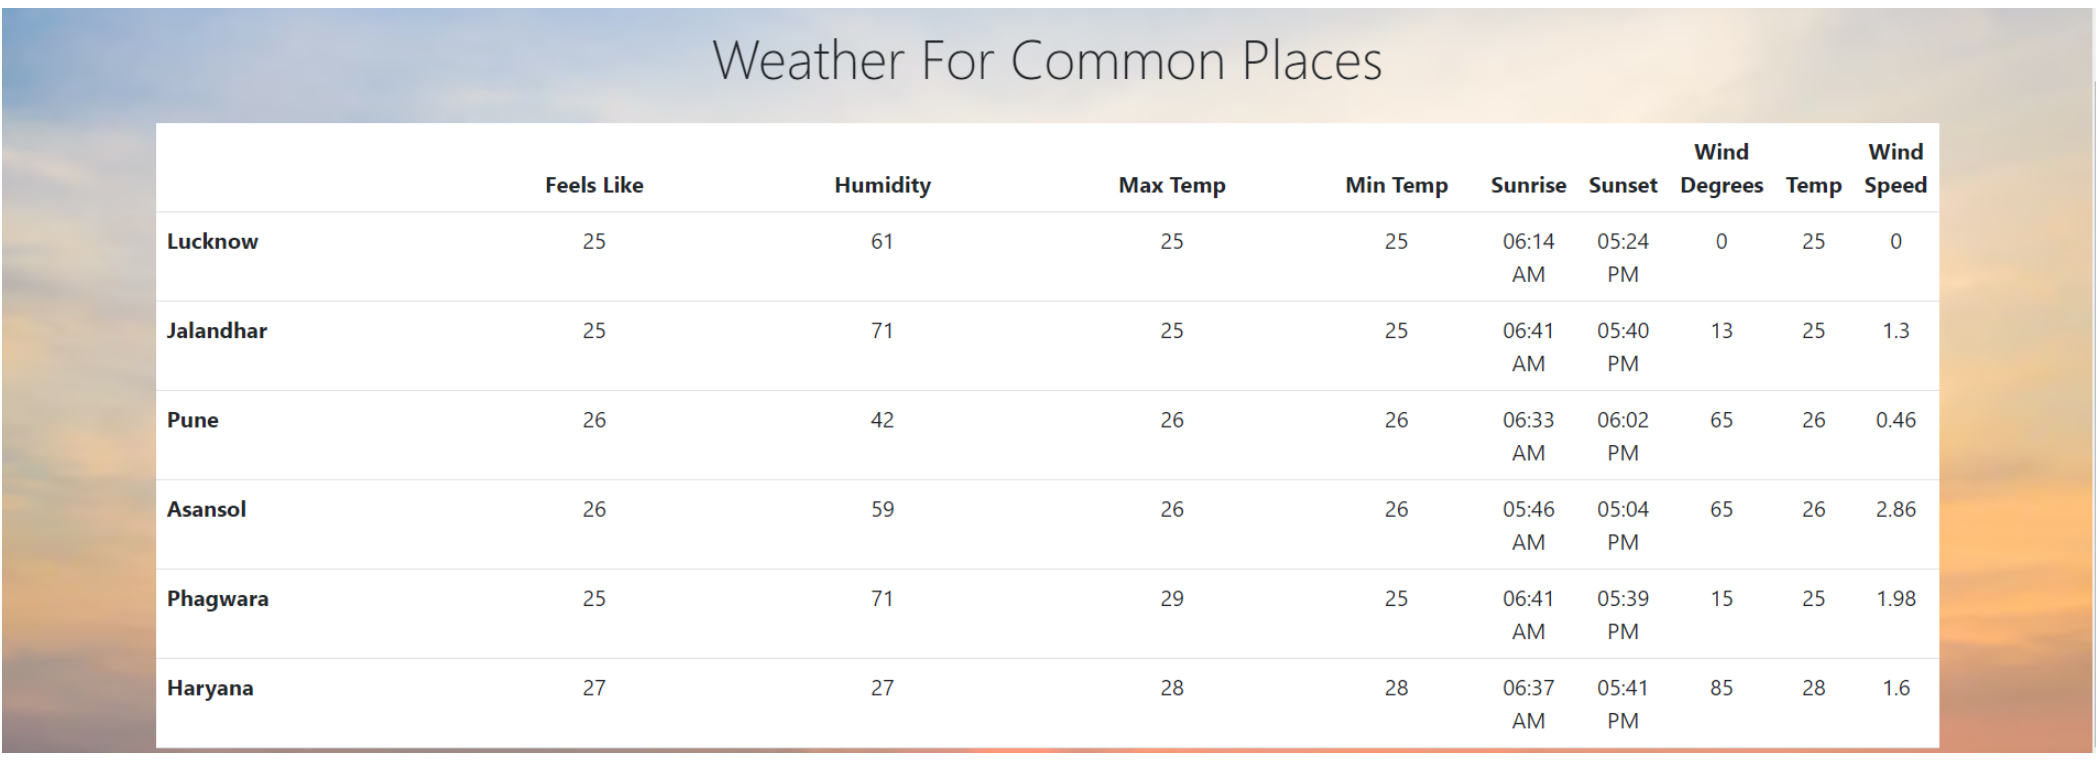 Weather For Common Places
Feels Like Humidity Max Temp Min Temp Sunrise Sunset Wind Degrees Temp Wind Speed
Lucknow 25 61 25 25 06:14 AM 05:24 PM 0 25 0
Jalandhar 25 71 25 25 06:41 AM 05:40 PM 13 25 1.3
Pune 26 42 26 26 06:33 AM 06:02 PM 65 26 0.46
Asansol 26 59 26 26 05:46 AM 05:04 PM 65 26 2.86
Phagwara 25 71 29 25 06:41 AM 05:39 PM 15 25 1.98
Haryana 27 27 28 28 06:37 AM 05:41 PM 85 28 1.6